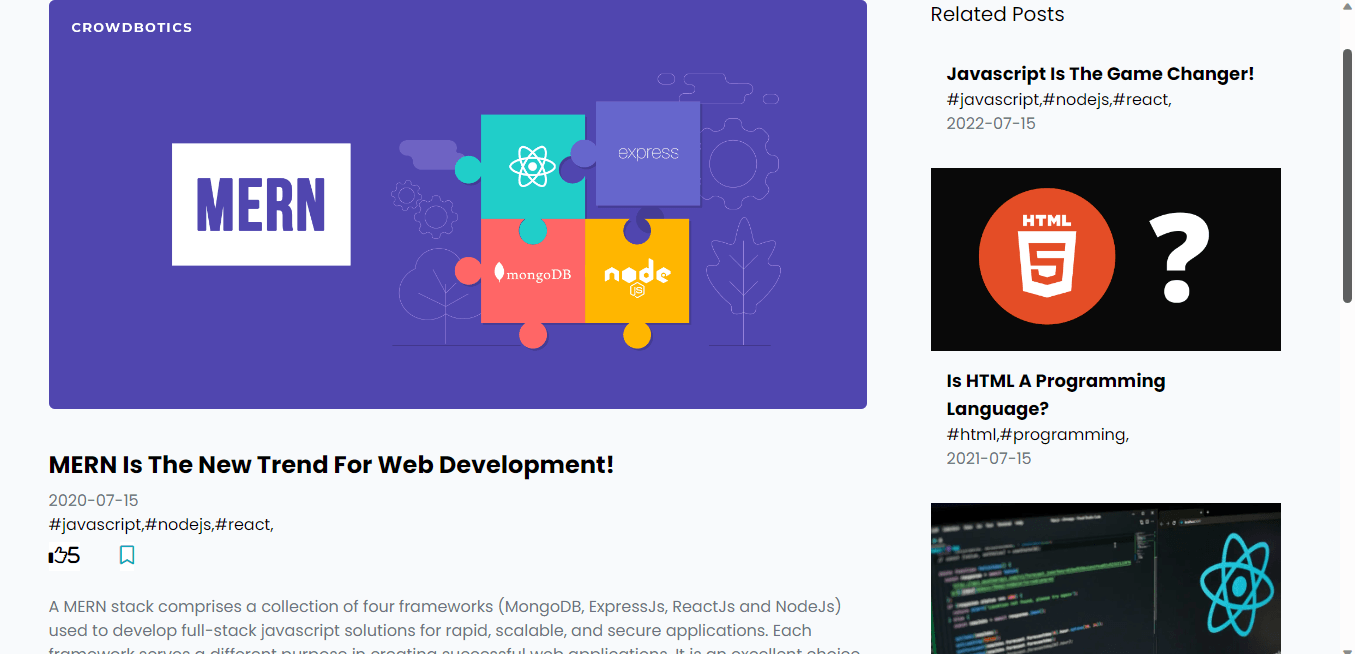 CROWDBOTICS
MERN
express
mongoDB
node
JS
MERN Is The New Trend For Web Development!
2020-07-15
#javascript,#nodejs,#react,
5
A MERN stack comprises a collection of four frameworks (MongoDB, ExpressJs, ReactJs and NodeJs)
used to develop full-stack javascript solutions for rapid, scalable, and secure applications. Each
framework serves a different purpose in creating successful web applications. It is an excellent choice
Related Posts
Javascript Is The Game Changer!
#javascript,#nodejs,#react,
2022-07-15
HTML
5
?
Is HTML A Programming
Language?
#html,#programming,
2021-07-15